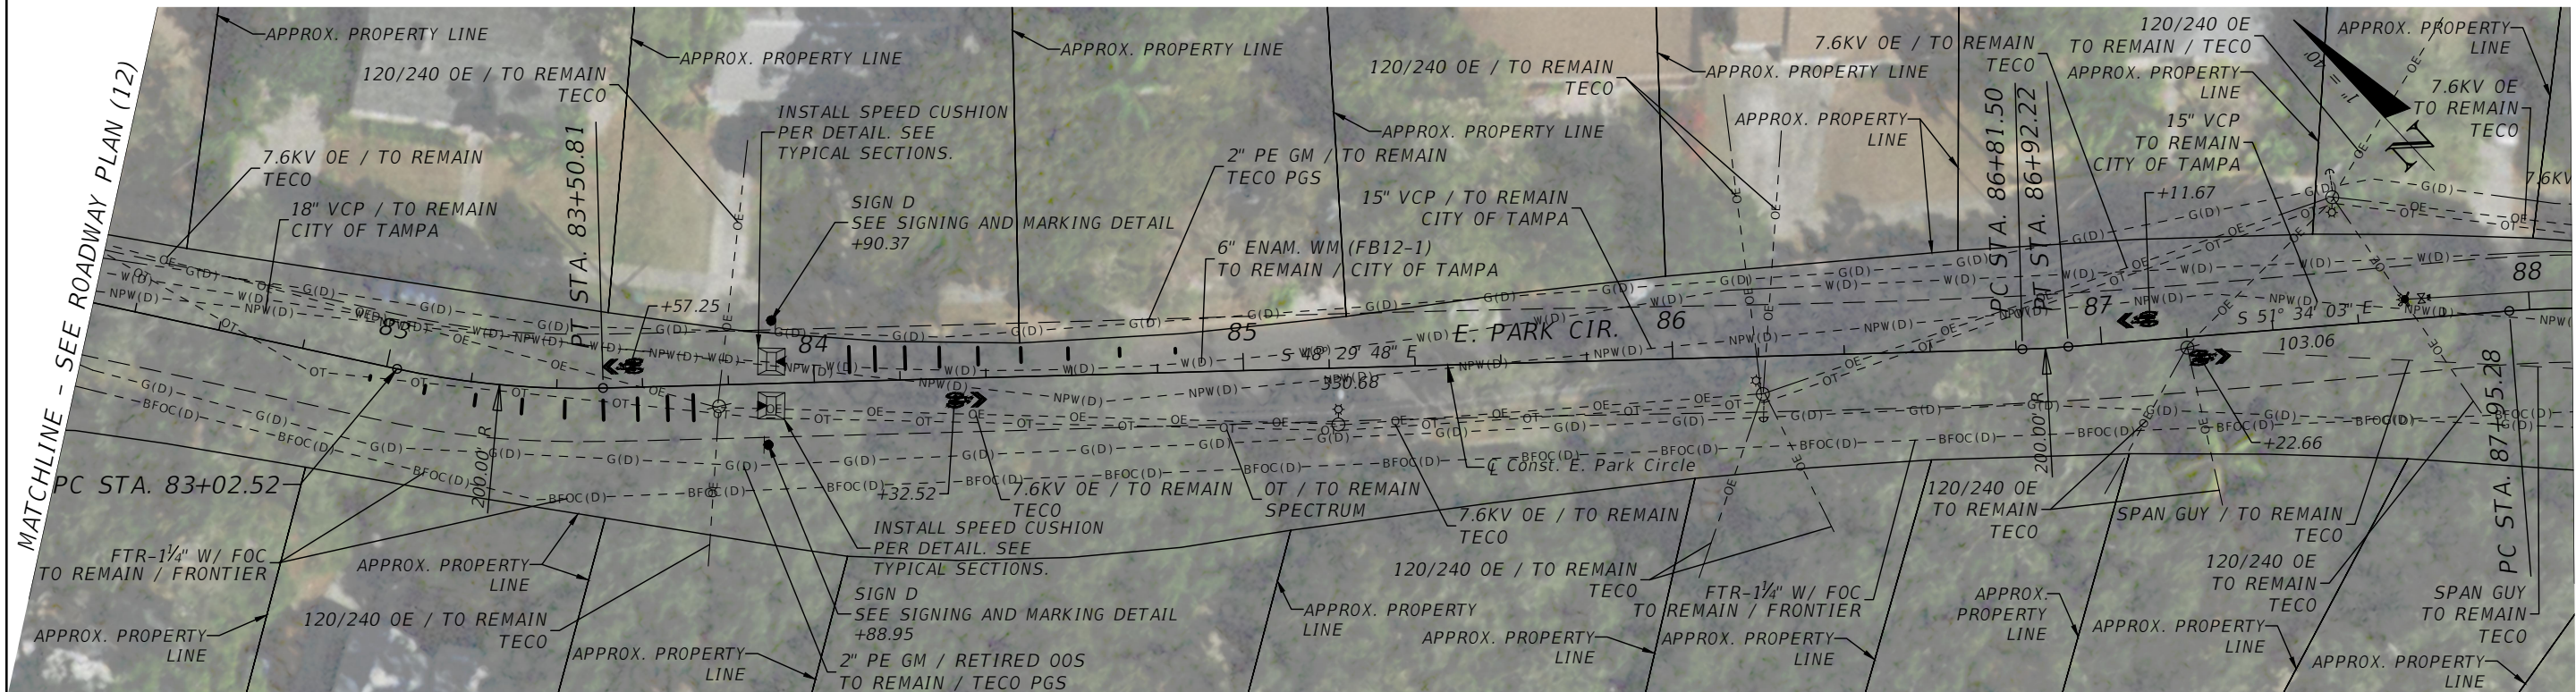 MATCHLINE - SEE ROADWAY PLAN (12)
APPROX. PROPERTY LINE
120/240 OE / TO REMAIN
TECO
APPROX. PROPERTY LINE
INSTALL SPEED CUSHION
PER DETAIL. SEE
TYPICAL SECTIONS.
APPROX. PROPERTY LINE
120/240 OE / TO REMAIN
TECO
APPROX. PROPERTY LINE
APPROX. PROPERTY LINE
7.6KV OE / TO REMAIN
TECO
APPROX. PROPERTY
LINE
120/240 OE
TO REMAIN / TECO
APPROX. PROPERTY
LINE
1" = 40'
N
APPROX. PROPERTY
LINE
7.6KV OE
TO REMAIN
TECO
15" VCP
TO REMAIN
CITY OF TAMPA
+11.67
7.6KV
7.6KV OE / TO REMAIN
TECO
18" VCP / TO REMAIN
CITY OF TAMPA
PT STA. 83+50.81
+57.25
SIGN D
SEE SIGNING AND MARKING DETAIL
+90.37
2" PE GM / TO REMAIN
TECO PGS
15" VCP / TO REMAIN
CITY OF TAMPA
6" ENAM. WM (FB12-1)
TO REMAIN / CITY OF TAMPA
PC STA. 86+81.50
PT STA. 86+92.22
83
84
85
86
87
88
E. PARK CIR.
S 48° 29' 48" E
330.68
S 51° 34' 03" E
103.06
PC STA. 83+02.52
200.00' R
+32.52
7.6KV OE / TO REMAIN
TECO
OT / TO REMAIN
SPECTRUM
℄ Const. E. Park Circle
7.6KV OE / TO REMAIN
TECO
200.00' R
+22.66
PC STA. 87+95.28
FTR-1¼" W/ FOC
TO REMAIN / FRONTIER
APPROX. PROPERTY
LINE
APPROX. PROPERTY
LINE
120/240 OE / TO REMAIN
TECO
APPROX. PROPERTY
LINE
INSTALL SPEED CUSHION
PER DETAIL. SEE
TYPICAL SECTIONS.
SIGN D
SEE SIGNING AND MARKING DETAIL
+88.95
2" PE GM / RETIRED OOS
TO REMAIN / TECO PGS
APPROX. PROPERTY
LINE
120/240 OE / TO REMAIN
TECO
APPROX. PROPERTY
LINE
FTR-1¼" W/ FOC
TO REMAIN / FRONTIER
APPROX. PROPERTY
LINE
120/240 OE
TO REMAIN
TECO
APPROX.
PROPERTY
LINE
SPAN GUY / TO REMAIN
TECO
120/240 OE
TO REMAIN
TECO
APPROX. PROPERTY
LINE
SPAN GUY
TO REMAIN
TECO
APPROX. PROPERTY
LINE